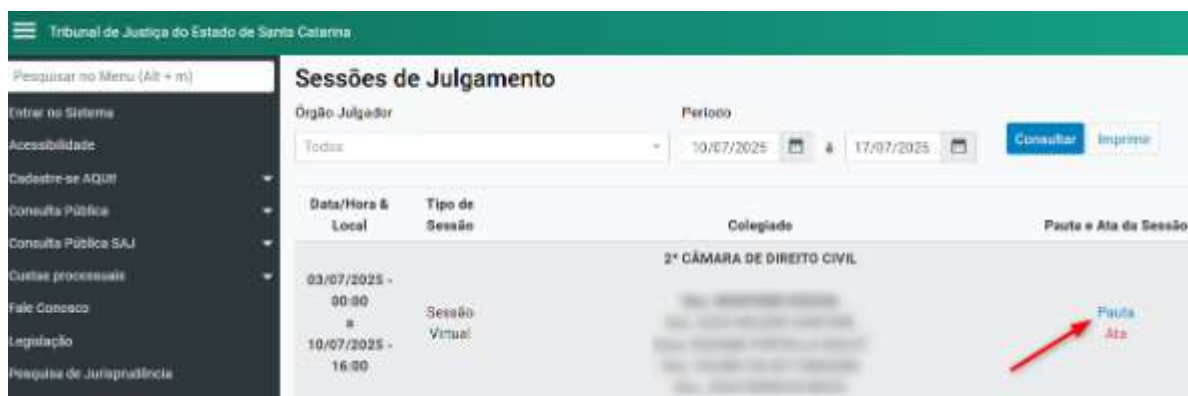 Tribunal de Justiça do Estado de Santa Catarina
Pesquisar no Menu (Alt + m)
Entrar no Sistema
Acessibilidade
Cadastre-se AQUI!
Consulta Pública
Consulta Pública SAJ
Custas processuais
Fale Conosco
Legislação
Pesquisa de Jurisprudência
Sessões de Julgamento
Órgão Julgador
Período
Todos
10/07/2025 à 17/07/2025
Consultar Imprimir
Data/Hora & Local
Tipo de Sessão
Colegiado
Pauta e Ata da Sessão
03/07/2025 -
00:00
a
10/07/2025 -
16:00
Sessão
Virtual
2ª CÂMARA DE DIREITO CIVIL
Pauta
Ata